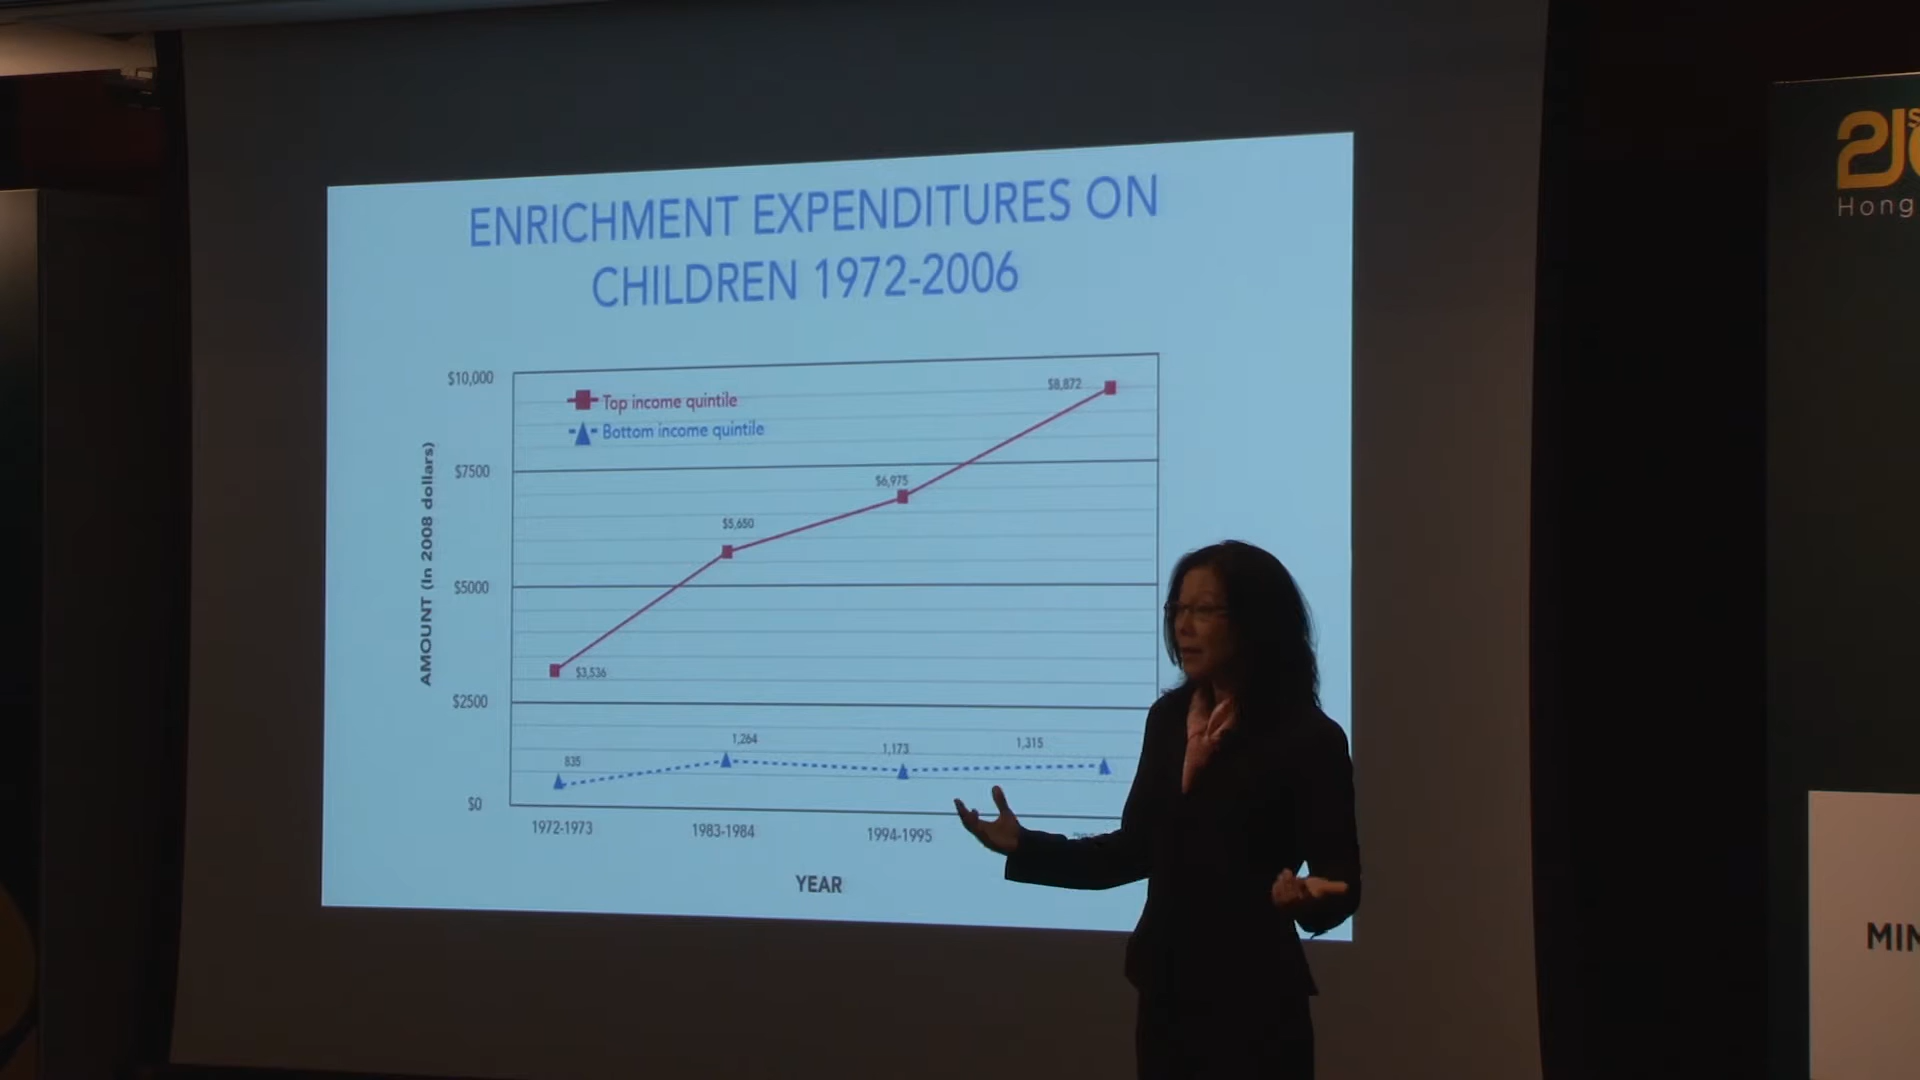 ENRICHMENT EXPENDITURES ON
CHILDREN 1972-2006
$10,000
$7500
$5000
$2500
$0
AMOUNT (In 2008 dollars)
Top income quintile
Bottom income quintile
$3,536
$5,650
$6,975
$8,872
835
1,264
1,173
1,315
1972-1973
1983-1984
1994-1995
YEAR
Hong
MIN